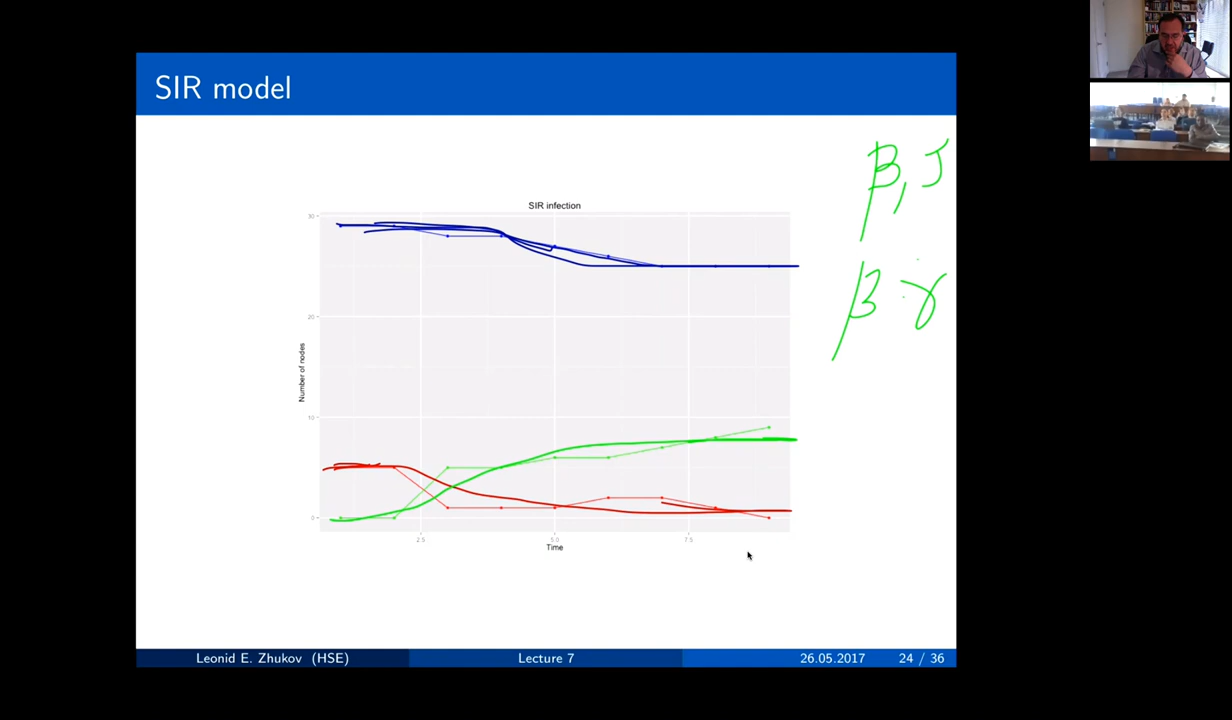 SIR model
SIR infection
β, J
β γ
30
20
10
0
Number of nodes
2.5
5.0
7.5
Time
Leonid E. Zhukov (HSE)
Lecture 7
26.05.2017
24 / 36